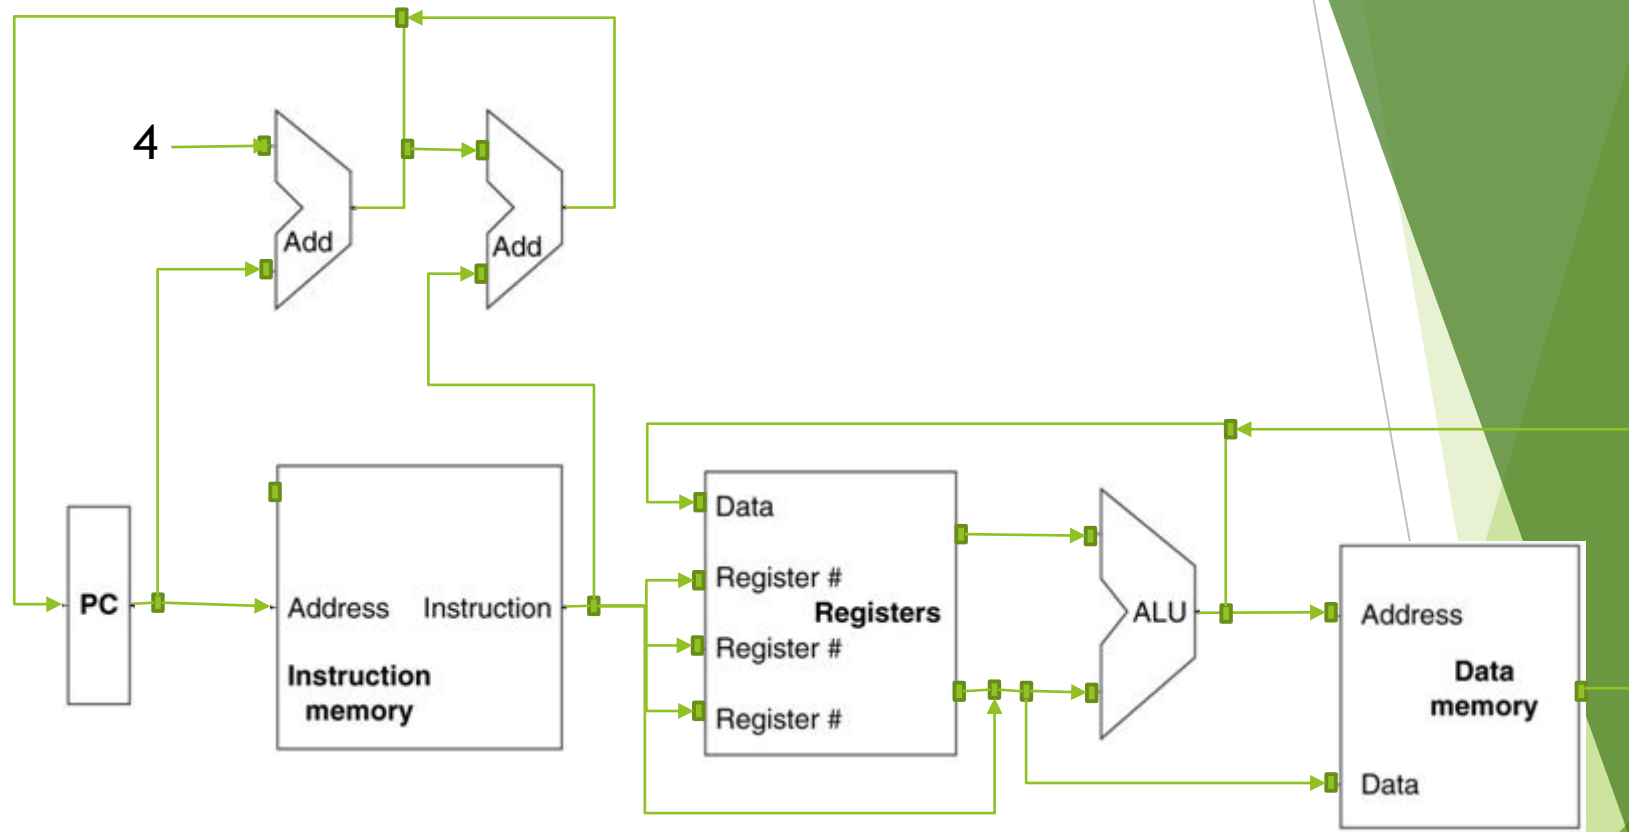 4
Add
Add
PC
Address
Instruction
Instruction
memory
Data
Register #
Registers
Register #
Register #
ALU
Address
Data
memory
Data